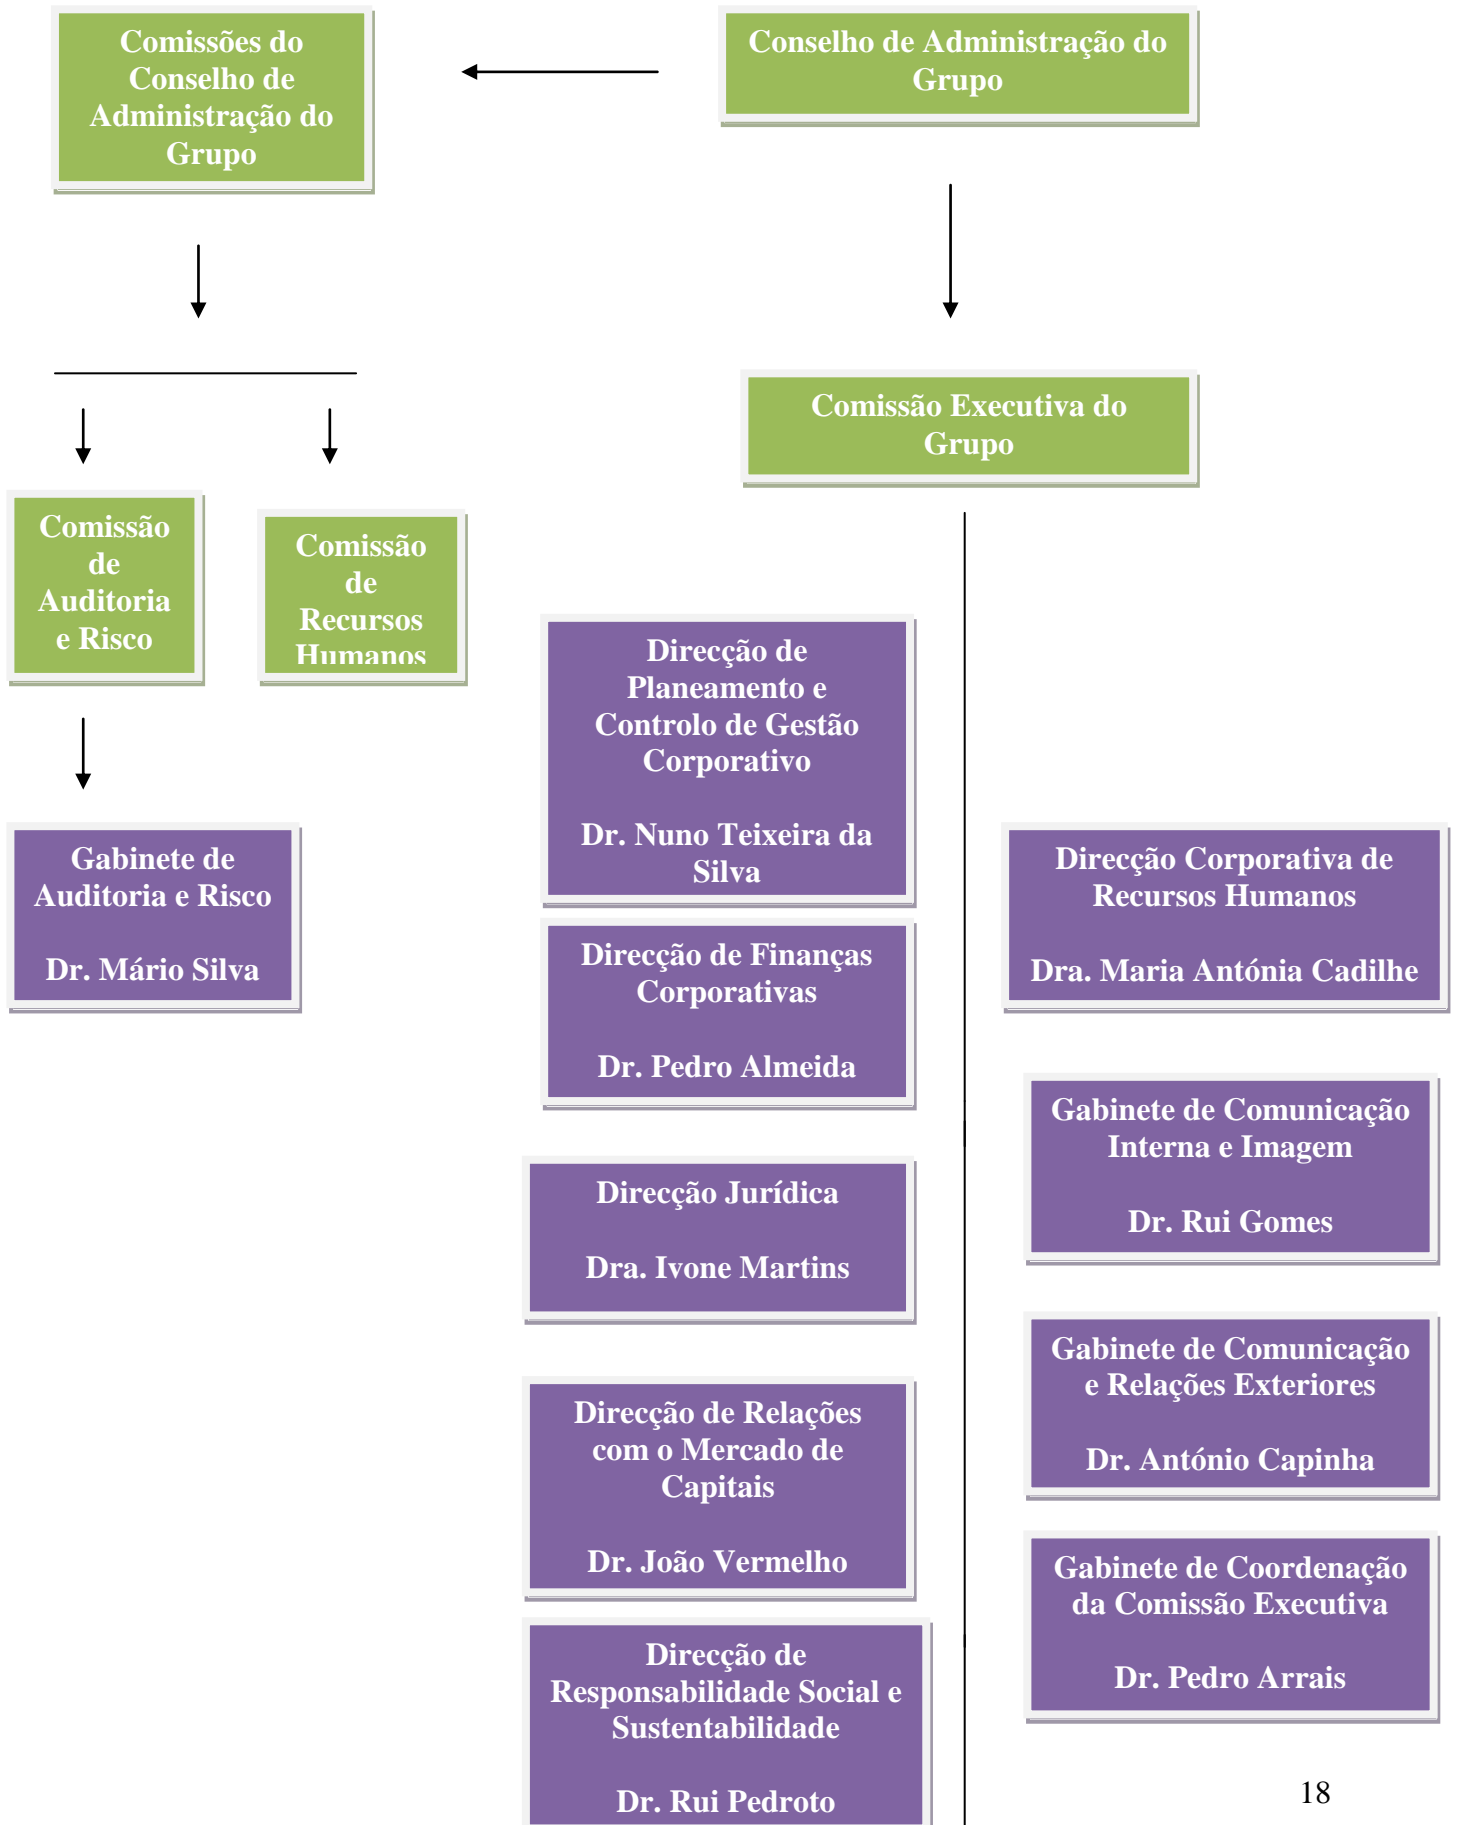 Comissões do
Conselho de
Administração do
Grupo
Conselho de Administração do
Grupo
Comissão Executiva do
Grupo
Comissão
de
Auditoria
e Risco
Comissão
de
Recursos
Humanos
Direcção de
Planeamento e
Controlo de Gestão
Corporativo
Dr. Nuno Teixeira da
Silva
Gabinete de
Auditoria e Risco
Dr. Mário Silva
Direcção Corporativa de
Recursos Humanos
Dra. Maria Antónia Cadilhe
Direcção de Finanças
Corporativas
Dr. Pedro Almeida
Gabinete de Comunicação
Interna e Imagem
Dr. Rui Gomes
Direcção Jurídica
Dra. Ivone Martins
Gabinete de Comunicação
e Relações Exteriores
Dr. António Capinha
Direcção de Relações
com o Mercado de
Capitais
Dr. João Vermelho
Gabinete de Coordenação
da Comissão Executiva
Dr. Pedro Arrais
Direcção de
Responsabilidade Social e
Sustentabilidade
Dr. Rui Pedroto
18